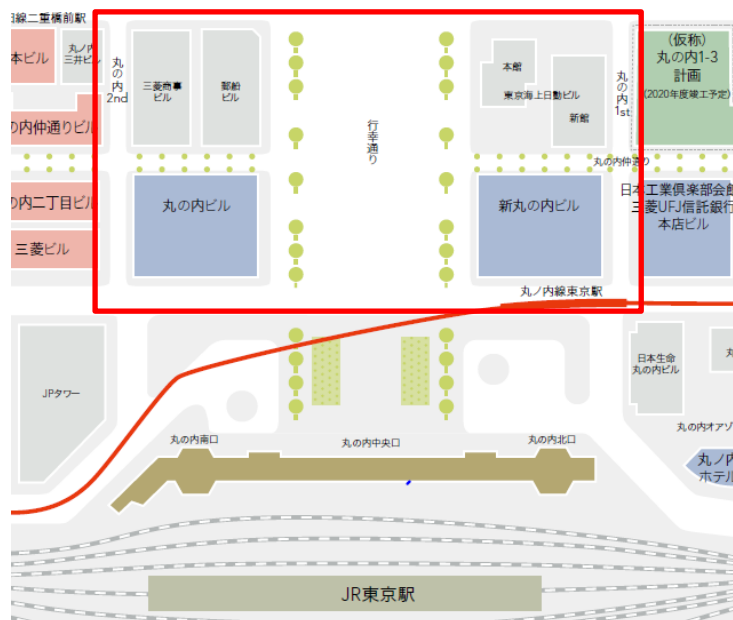 線二重橋前駅
本ビル
丸ノ内
三井ビ
丸
の
内
2nd
三菱商事
ビル
郵船
ビル
行
幸
通
り
本館
東京海上日動ビル
新館
丸
の
内
1st
(仮称)
丸の内1-3
計画
(2020年度竣工予定)
の内仲通りビル
丸の内仲通り
の内二丁目ビル
三菱ビル
丸の内ビル
新丸の内ビル
日本工業倶楽部会館
三菱UFJ信託銀行
本店ビル
丸ノ内線東京駅
JPタワー
日本生命
丸の内ビル
丸の内オアゾ
丸ノ内
ホテル
丸の内南口
丸の内中央口
丸の内北口
JR東京駅